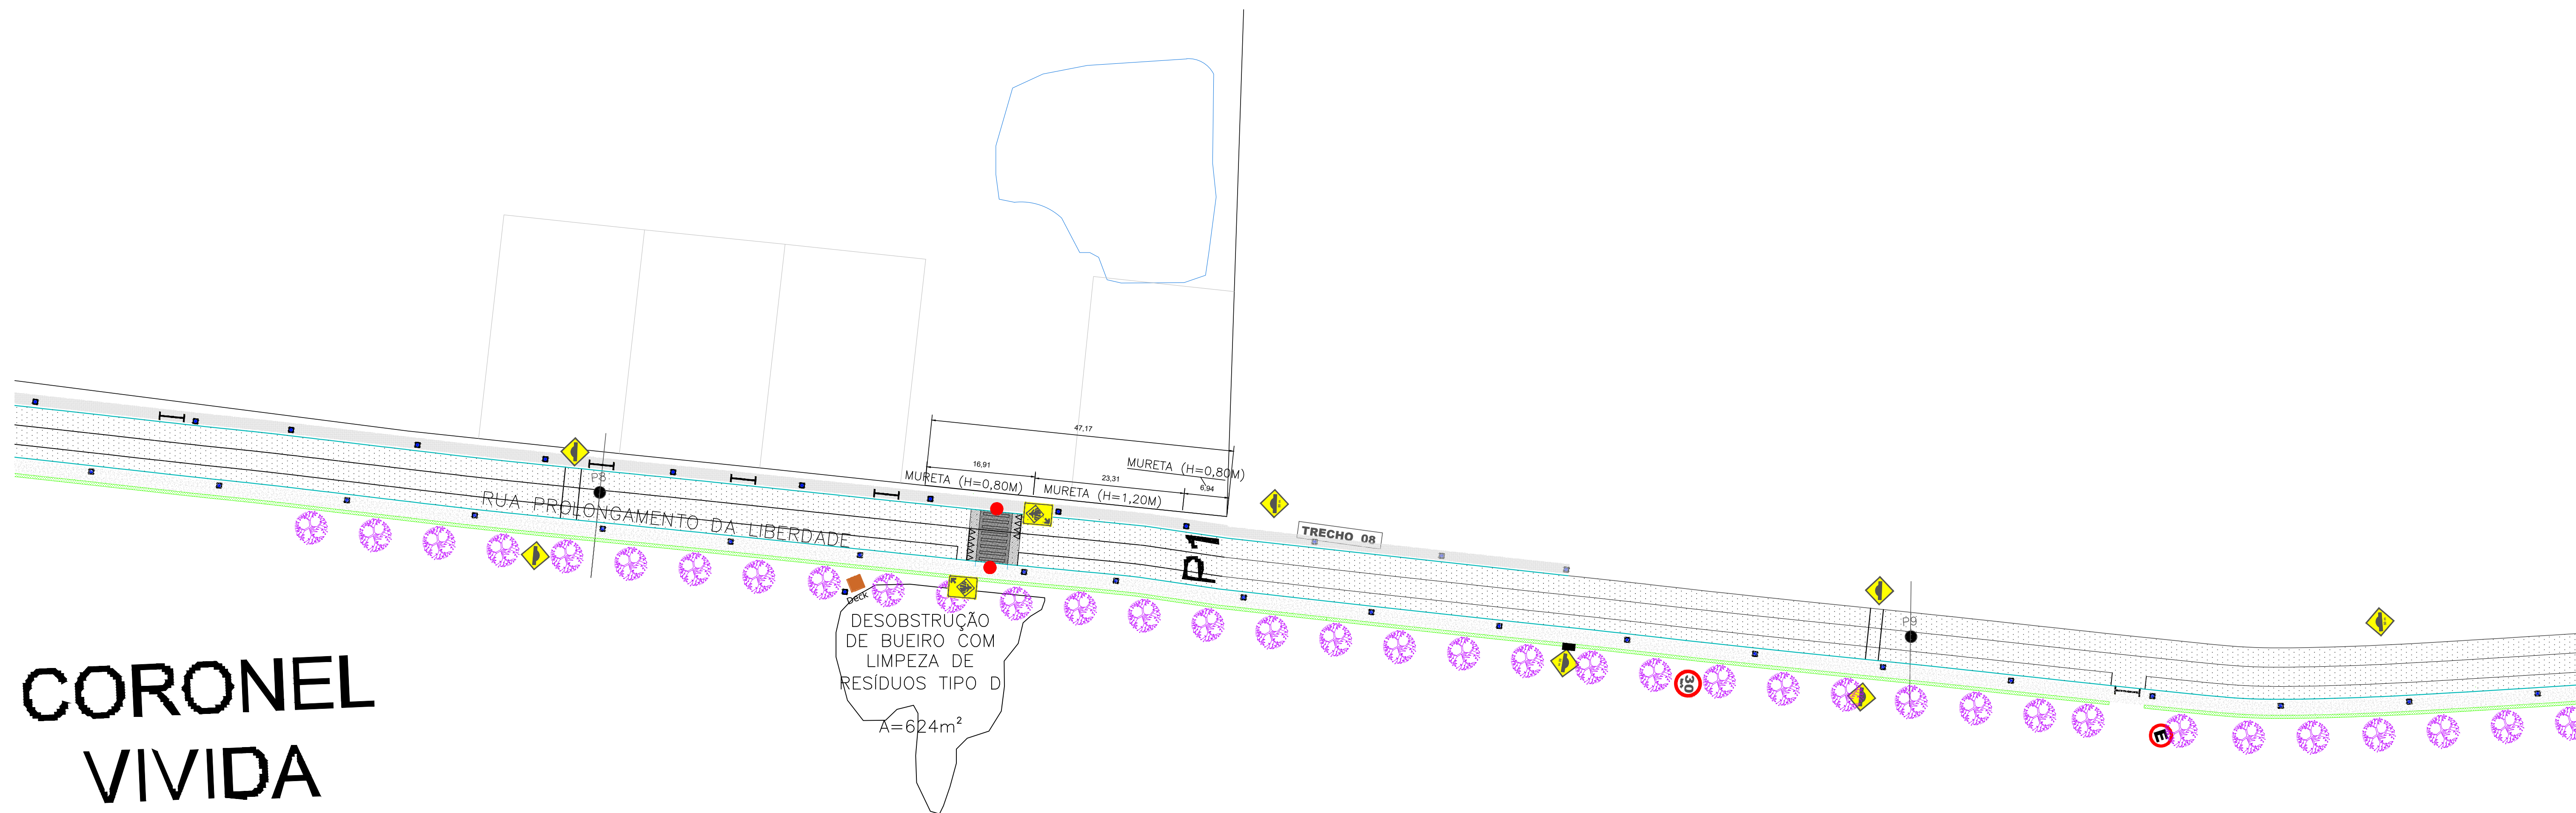 47,17
16,91
MURETA (H=0,80M)
23,31
MURETA (H=1,20M)
MURETA (H=0,80M)
6,94
P8
RUA PROLONGAMENTO DA LIBERDADE
TRECHO 08
P1
Deck
DESOBSTRUÇÃO
DE BUEIRO COM
LIMPEZA DE
RESÍDUOS TIPO D
A=624m²
30
P9
E
CORONEL
VIVIDA